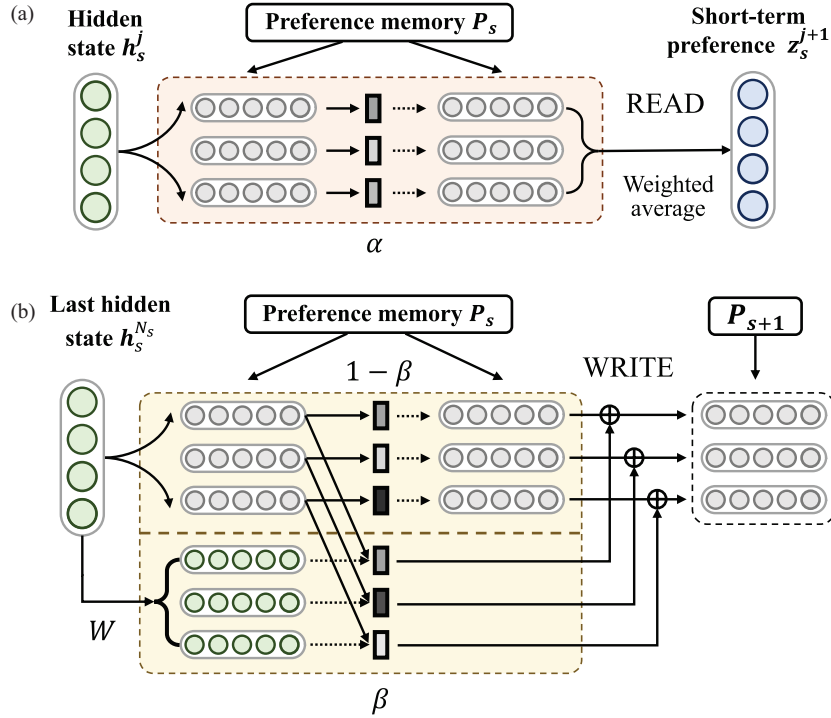 (a)
Hidden
state h_s^j
Preference memory P_s
Short-term
preference z_s^{j+1}
READ
Weighted
average
α
(b)
Last hidden
state h_s^{N_s}
Preference memory P_s
P_{s+1}
1 − β
WRITE
W
β